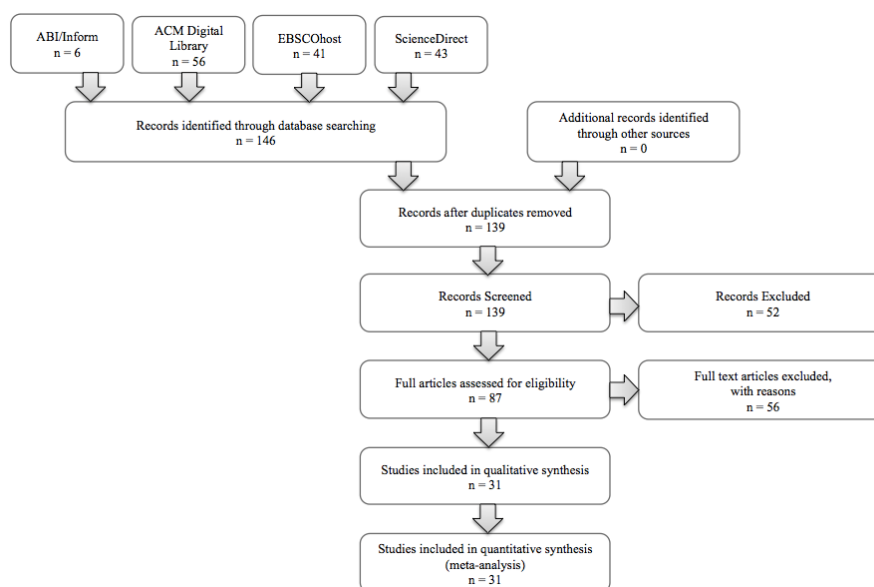 ABI/Inform
n = 6
ACM Digital
Library
n = 56
EBSCOhost
n = 41
ScienceDirect
n = 43
Records identified through database searching
n = 146
Additional records identified
through other sources
n = 0
Records after duplicates removed
n = 139
Records Screened
n = 139
Records Excluded
n = 52
Full articles assessed for eligibility
n = 87
Full text articles excluded,
with reasons
n = 56
Studies included in qualitative synthesis
n = 31
Studies included in quantitative synthesis
(meta-analysis)
n = 31